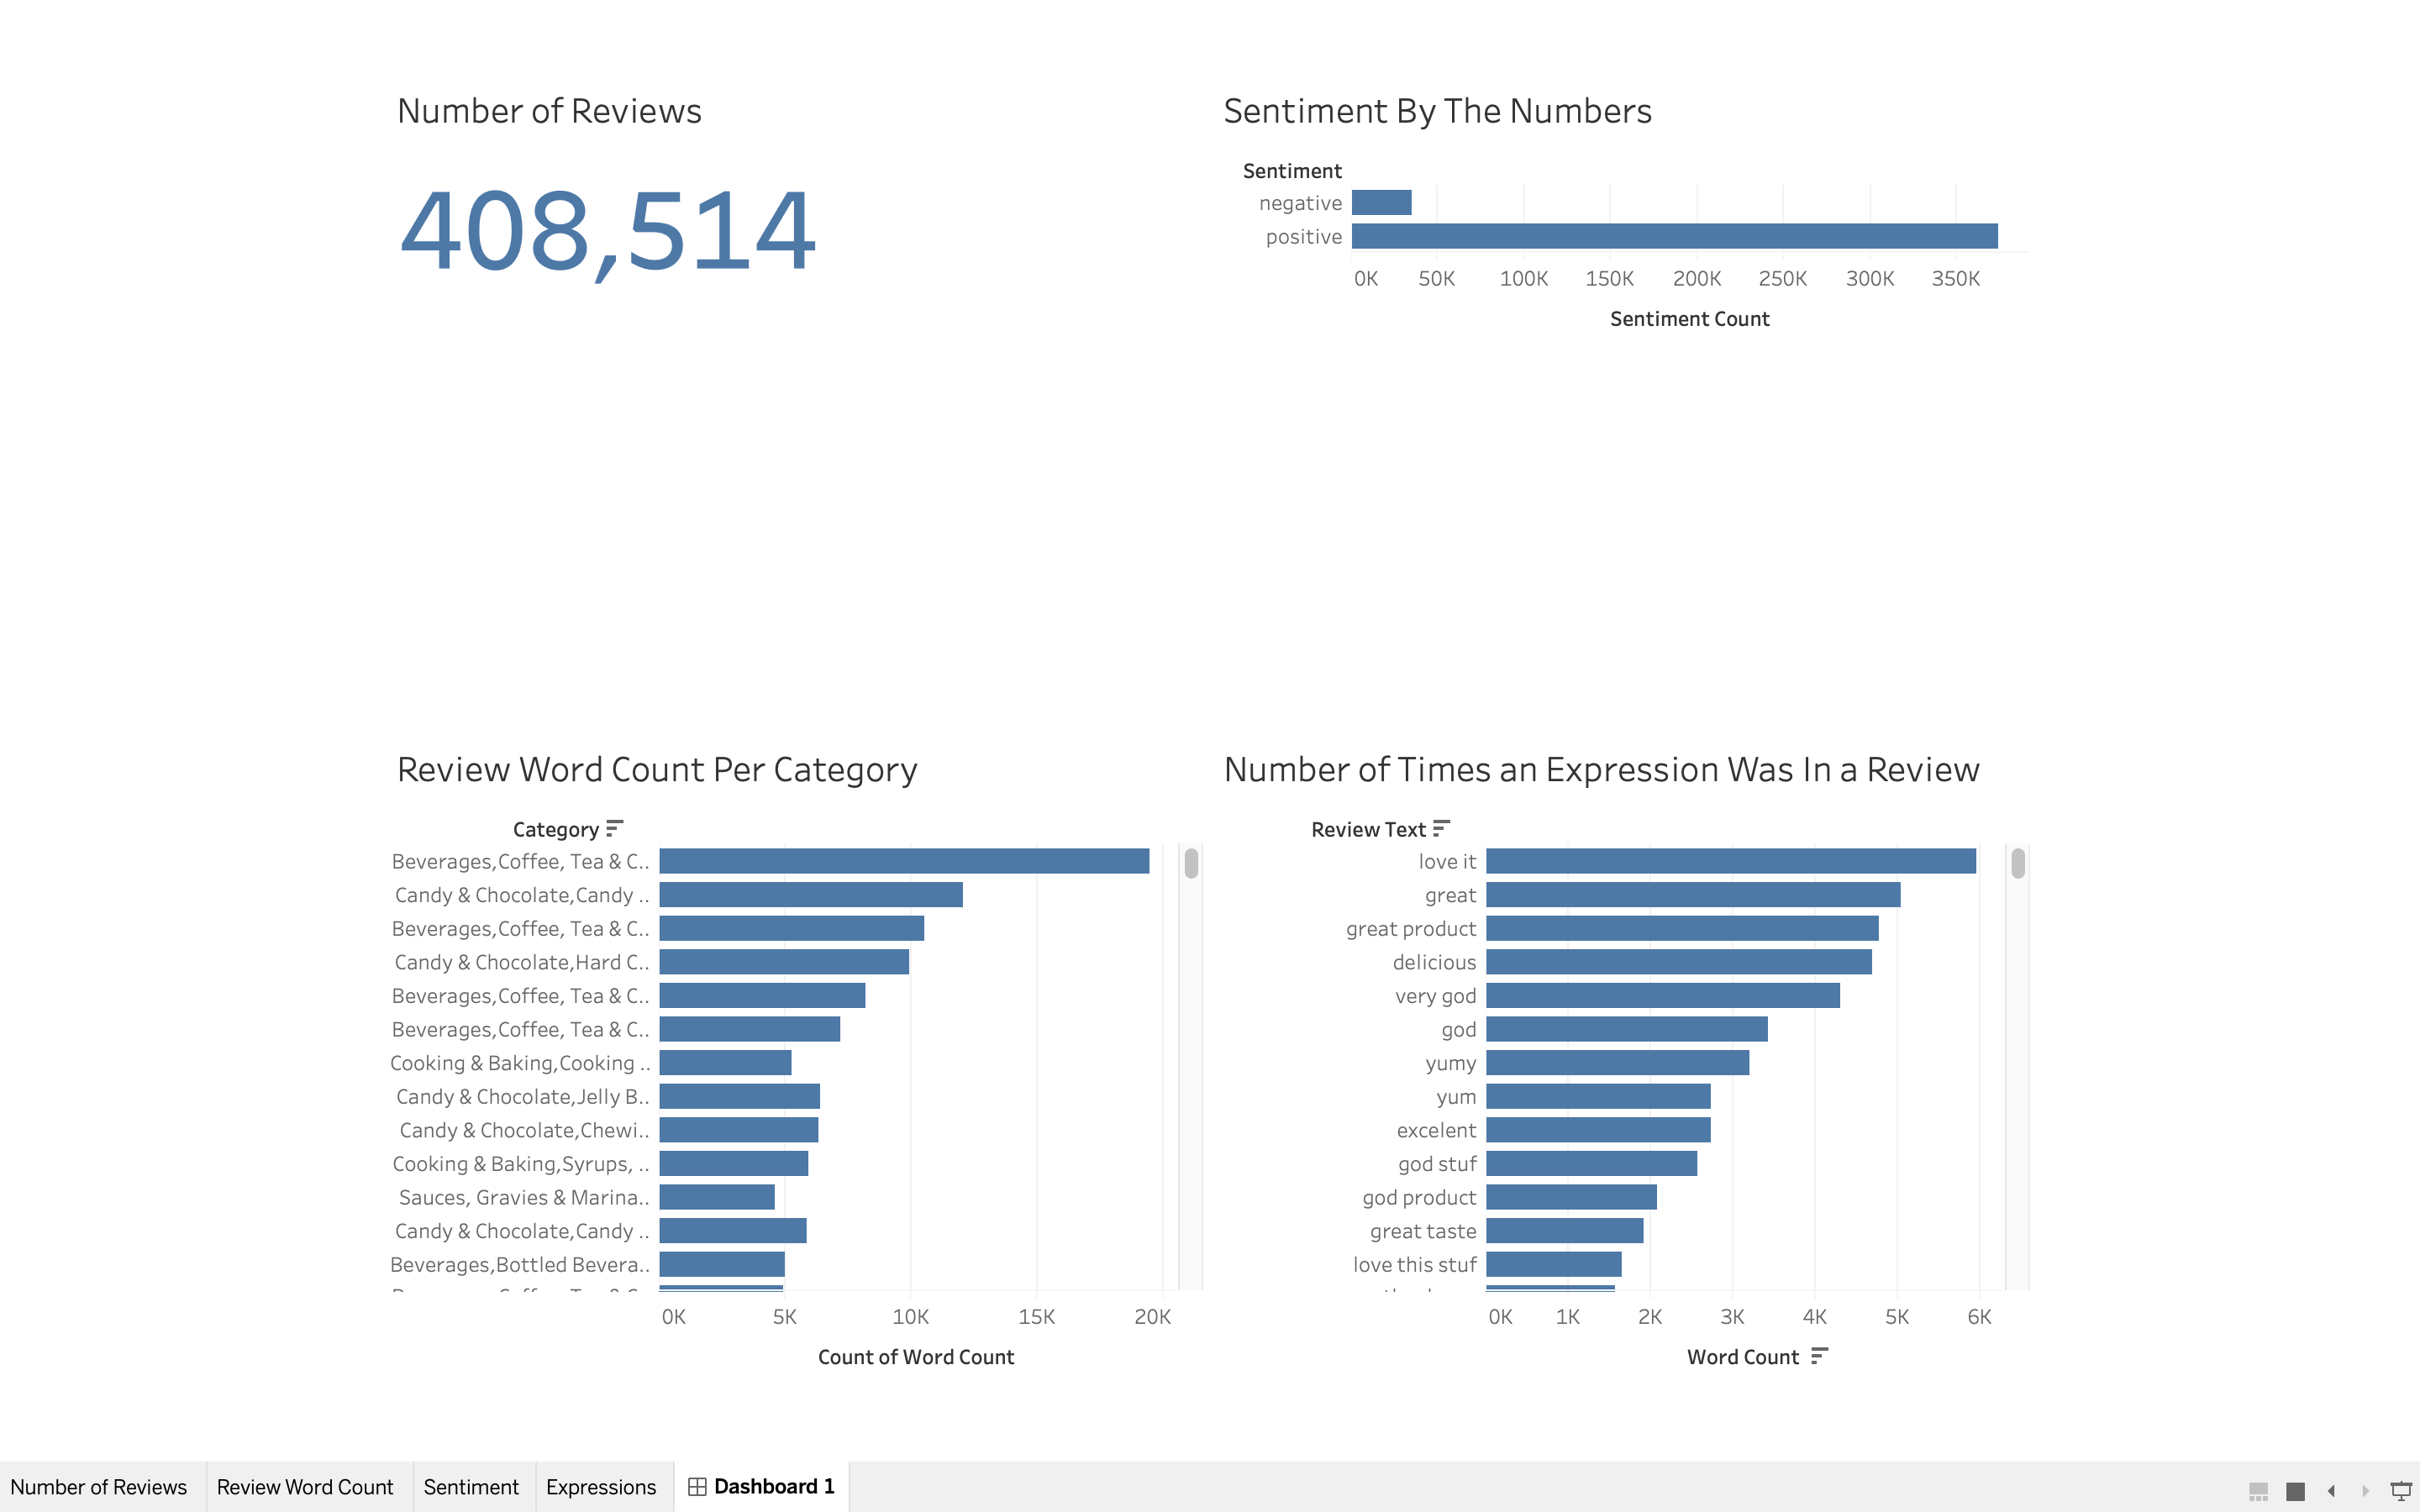 Number of Reviews
408,514
Sentiment By The Numbers
Sentiment
negative
positive
0K 50K 100K 150K 200K 250K 300K 350K
Sentiment Count
Review Word Count Per Category
Category
Beverages,Coffee, Tea & C..
Candy & Chocolate,Candy ..
Beverages,Coffee, Tea & C..
Candy & Chocolate,Hard C..
Beverages,Coffee, Tea & C..
Beverages,Coffee, Tea & C..
Cooking & Baking,Cooking ..
Candy & Chocolate,Jelly B..
Candy & Chocolate,Chewi..
Cooking & Baking,Syrups, ..
Sauces, Gravies & Marina..
Candy & Chocolate,Candy ..
Beverages,Bottled Bevera..
0K 5K 10K 15K 20K
Count of Word Count
Number of Times an Expression Was In a Review
Review Text
love it
great
great product
delicious
very god
god
yumy
yum
excelent
god stuf
god product
great taste
love this stuf
0K 1K 2K 3K 4K 5K 6K
Word Count
Number of Reviews Review Word Count Sentiment Expressions Dashboard 1